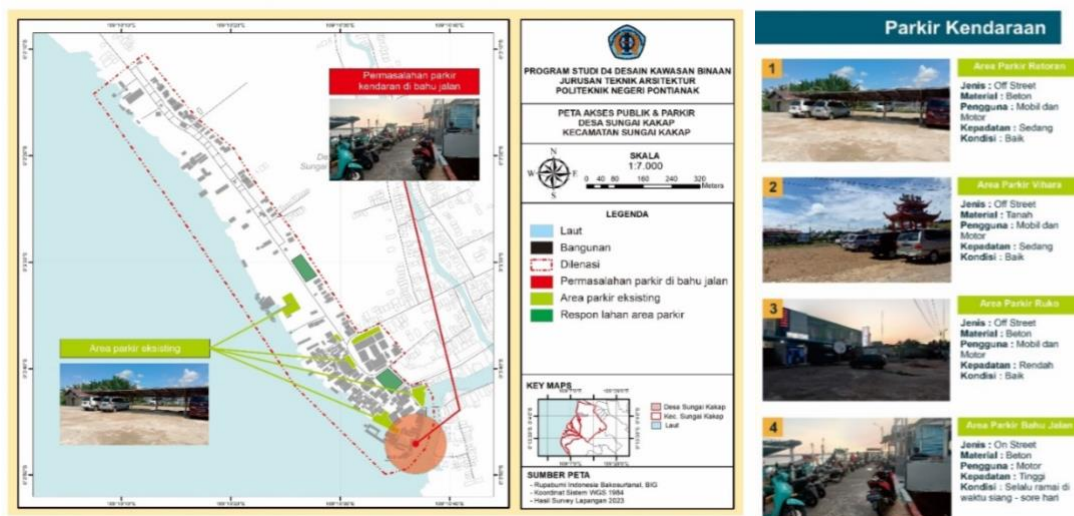 Permasalahan parkir
kendaran di bahu jalan
Area parkir eksisting
PROGRAM STUDI D4 DESAIN KAWASAN BINAAN
JURUSAN TEKNIK ARSITEKTUR
POLITEKNIK NEGERI PONTIANAK
PETA AKSES PUBLIK & PARKIR
DESA SUNGAI KAKAP
KECAMATAN SUNGAI KAKAP
N
W E
S
SKALA
1:7.000
0 40 80 160 240 320
Meters
LEGENDA
Laut
Bangunan
Dilenasi
Permasalahan parkir di bahu jalan
Area parkir eksisting
Respon lahan area parkir
KEY MAPS
Desa Sungai Kakap
Kec. Sungai Kakap
Laut
SUMBER PETA
- Rupabumi Indonesia Bakosurtanal, BIG
- Koordinat Sistem WGS 1984
- Hasil Survey Lapangan 2023
Parkir Kendaraan
1
Area Parkir Retoran
Jenis : Off Street
Material : Beton
Pengguna : Mobil dan
Motor
Kepadatan : Sedang
Kondisi : Baik
2
Area Parkir Vihara
Jenis : Off Street
Material : Tanah
Pengguna : Mobil dan
Motor
Kepadatan : Sedang
Kondisi : Baik
3
Area Parkir Ruko
Jenis : Off Street
Material : Beton
Pengguna : Mobil dan
Motor
Kepadatan : Rendah
Kondisi : Baik
4
Area Parkir Bahu Jalan
Jenis : On Street
Material : Beton
Pengguna : Motor
Kepadatan : Tinggi
Kondisi : Selalu ramai di
waktu siang - sore hari